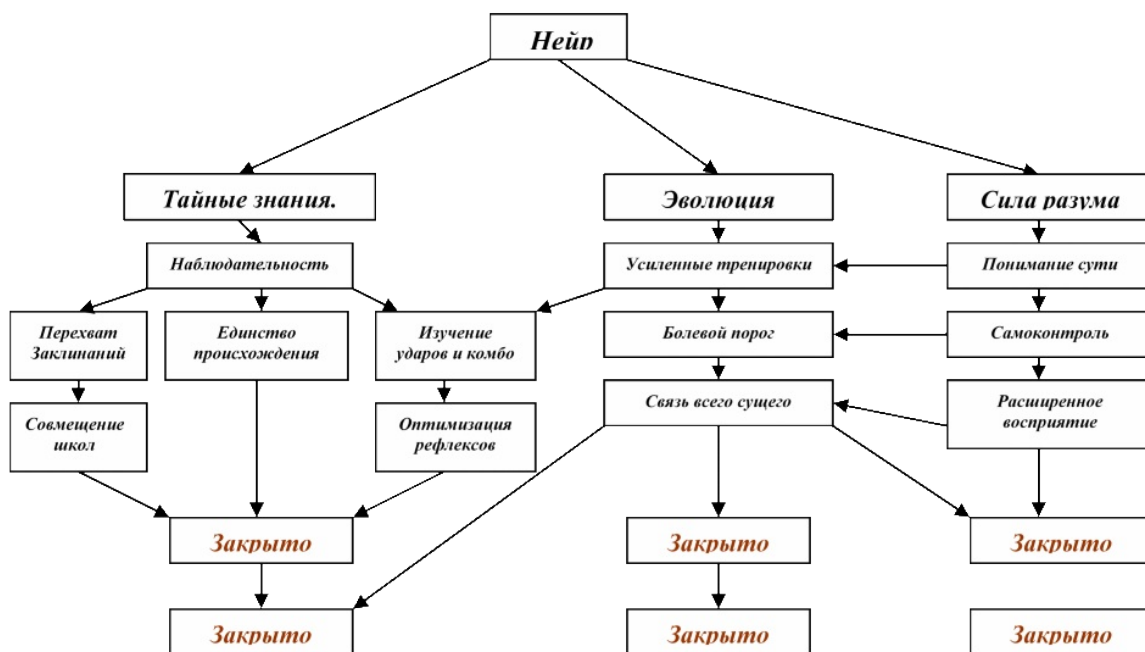 Нейр
Тайные знания.
Эволюция
Сила разума
Наблюдательность
Усиленные тренировки
Понимание сути
Перехват
Заклинаний
Единство
происхождения
Изучение
ударов и комбо
Болевой порог
Самоконтроль
Совмещение
школ
Оптимизация
рефлексов
Связь всего сущего
Расширенное
восприятие
Закрыто
Закрыто
Закрыто
Закрыто
Закрыто
Закрыто